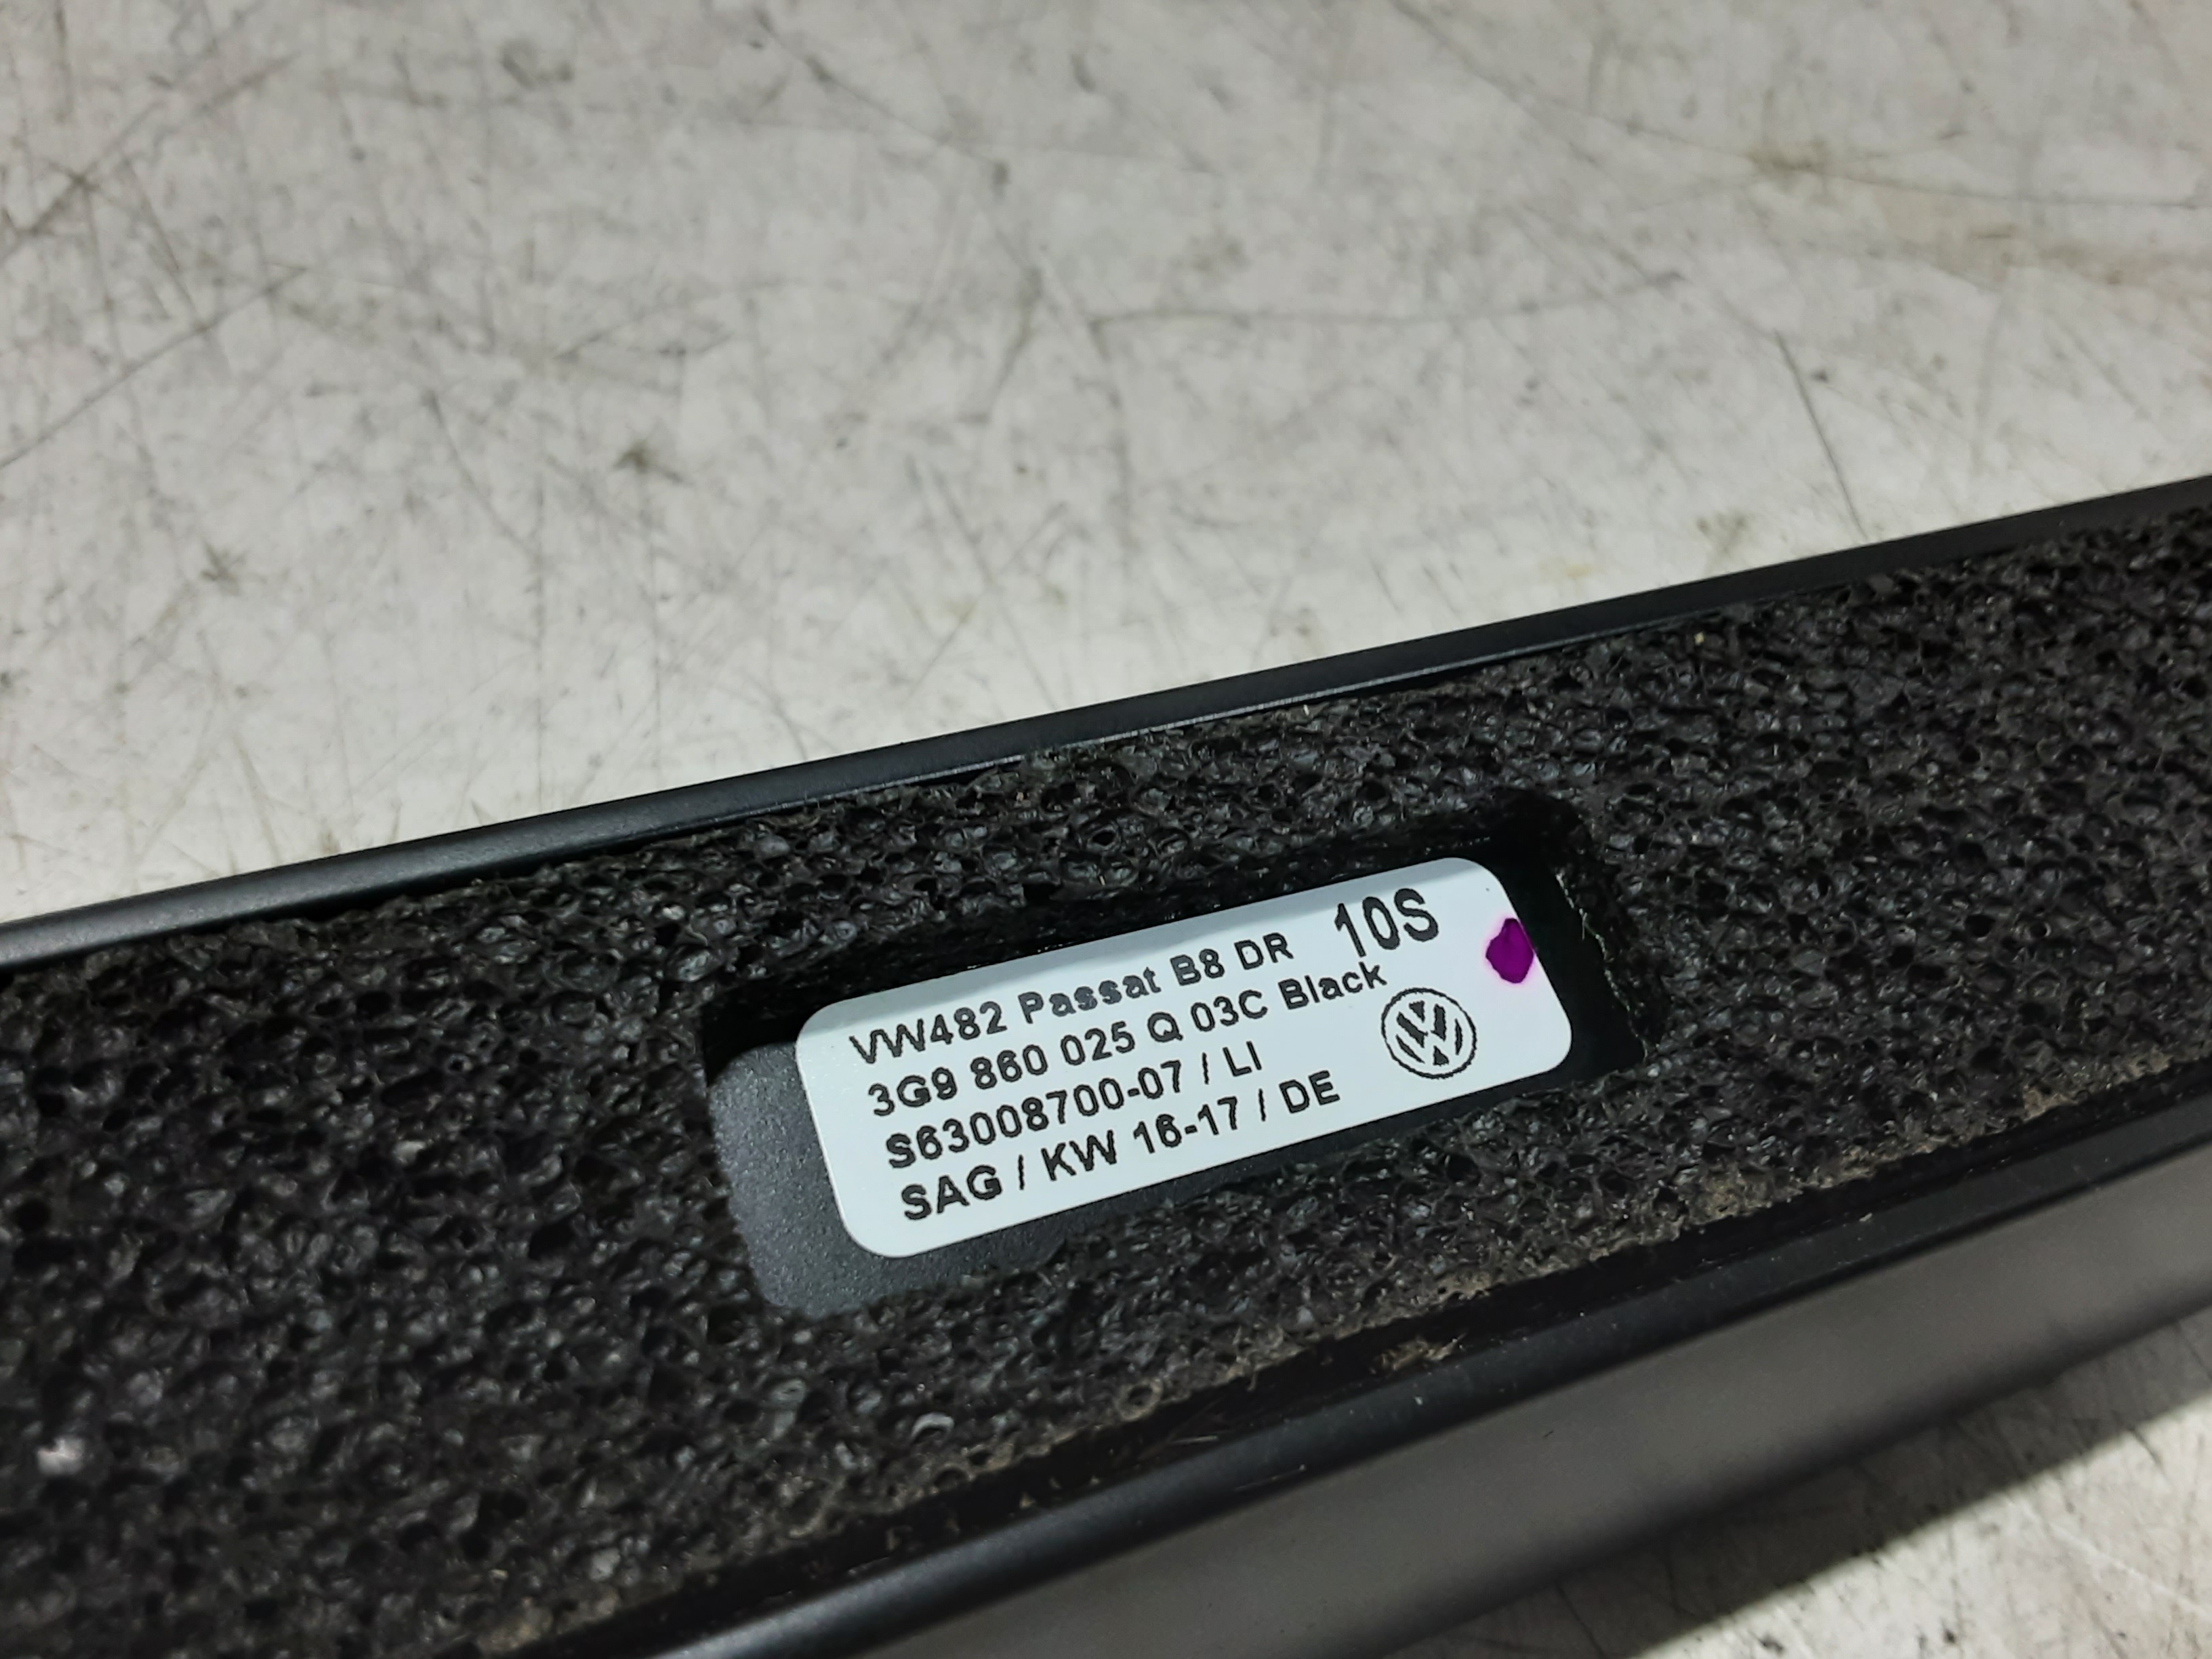 VW482 Passat B8 DR 10S
3G9 860 025 Q 03C Black
S63008700-07 / LI
SAG / KW 16-17 / DE